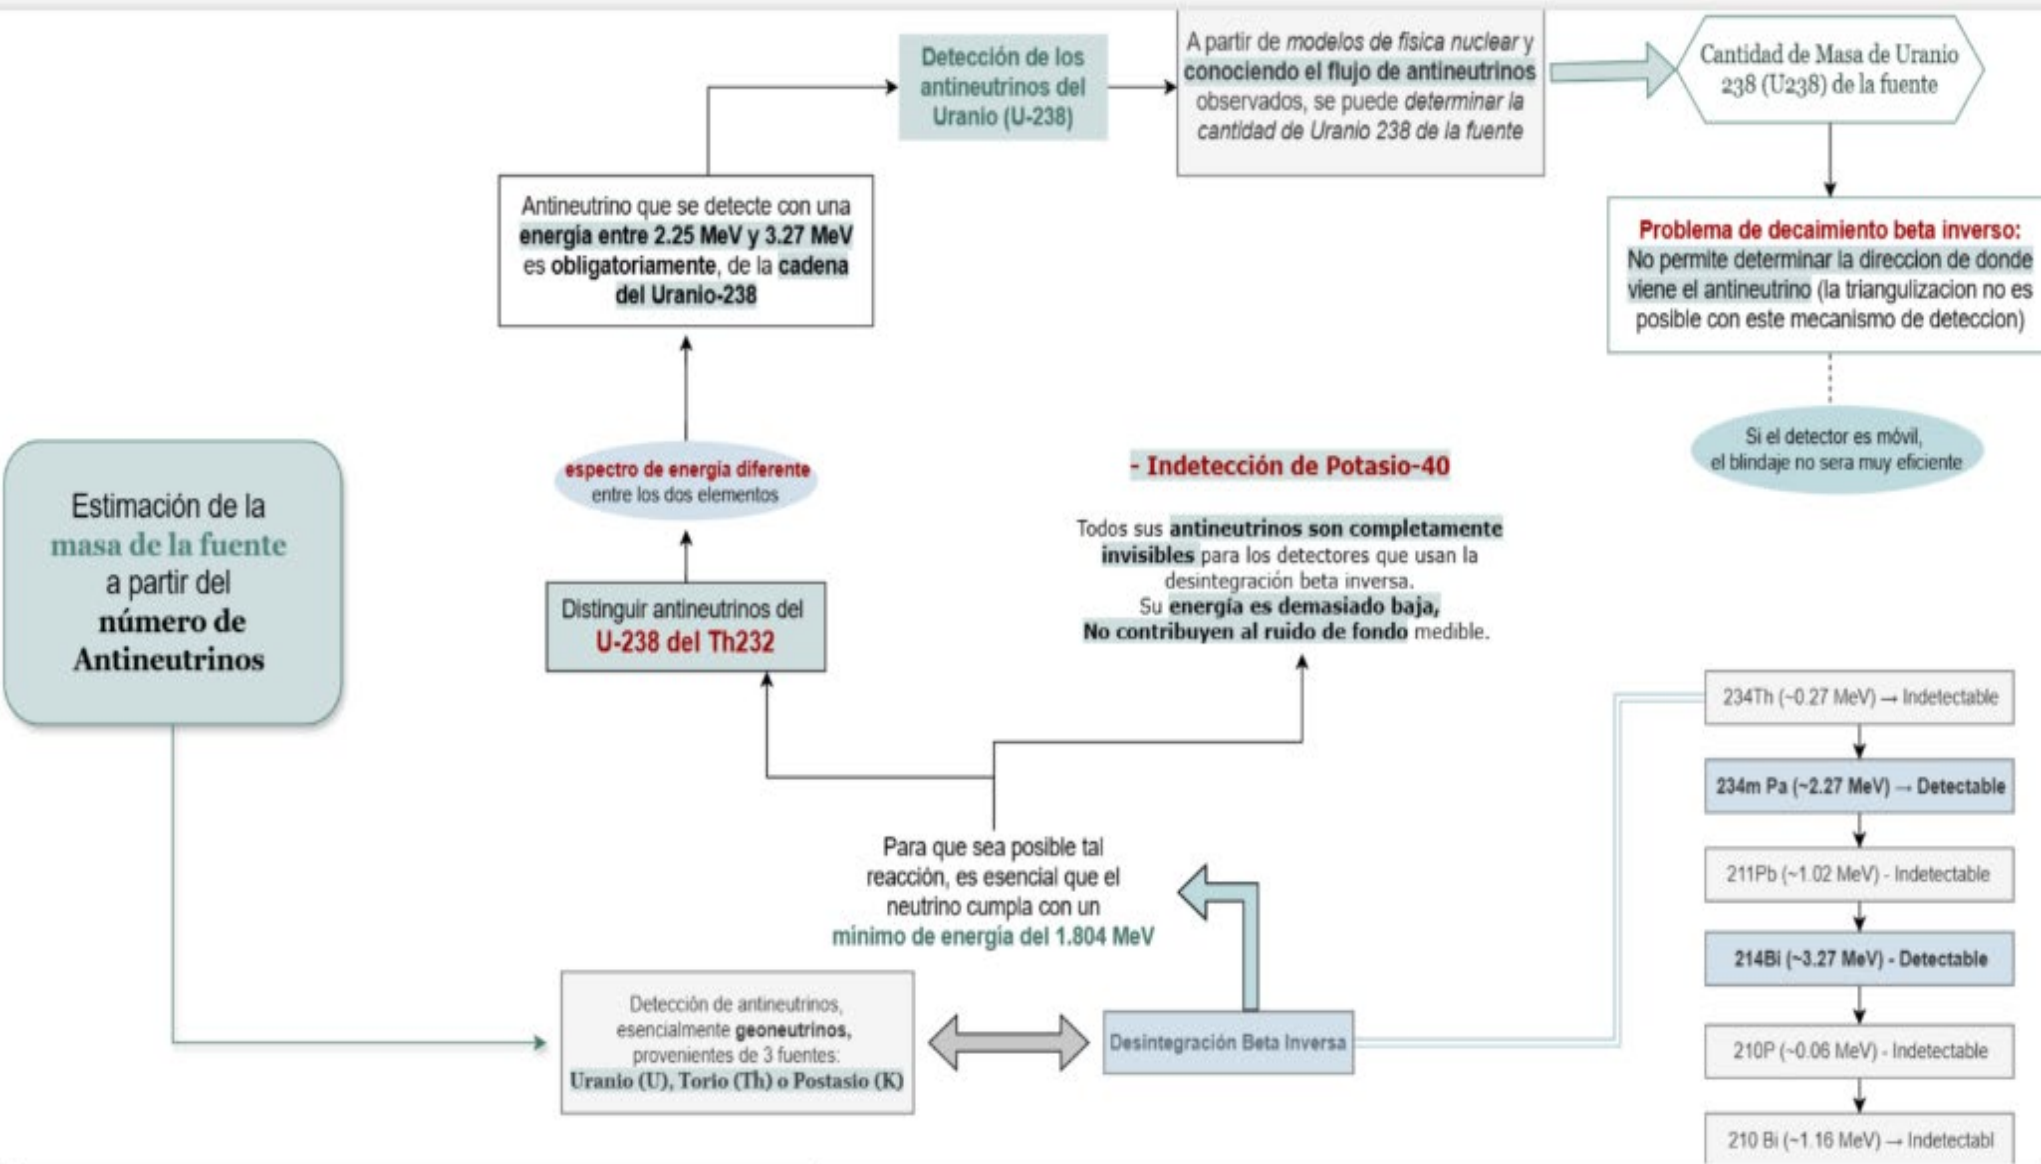 Detección de los
antineutrinos del
Uranio (U-238)
A partir de modelos de fisica nuclear y
conociendo el flujo de antineutrinos
observados, se puede determinar la
cantidad de Uranio 238 de la fuente
Cantidad de Masa de Uranio
238 (U238) de la fuente
Antineutrino que se detecte con una
energía entre 2.25 MeV y 3.27 MeV
es obligatoriamente, de la cadena
del Uranio-238
Problema de decaimiento beta inverso:
No permite determinar la direccion de donde
viene el antineutrino (la triangulizacion no es
posible con este mecanismo de deteccion)
Si el detector es móvil,
el blindaje no sera muy eficiente
espectro de energía diferente
entre los dos elementos
- Indetección de Potasio-40
Todos sus antineutrinos son completamente
invisibles para los detectores que usan la
desintegración beta inversa.
Su energía es demasiado baja,
No contribuyen al ruido de fondo medible.
Estimación de la
masa de la fuente
a partir del
número de
Antineutrinos
Distinguir antineutrinos del
U-238 del Th232
234Th (~0.27 MeV) → Indetectable
234m Pa (~2.27 MeV) → Detectable
211Pb (~1.02 MeV) - Indetectable
214Bi (~3.27 MeV) - Detectable
210P (~0.06 MeV) - Indetectable
210 Bi (~1.16 MeV) → Indetectabl
Para que sea posible tal
reacción, es esencial que el
neutrino cumpla con un
minimo de energía del 1.804 MeV
Detección de antineutrinos,
esencialmente geoneutrinos,
provenientes de 3 fuentes:
Uranio (U), Torio (Th) o Postasio (K)
Desintegración Beta Inversa